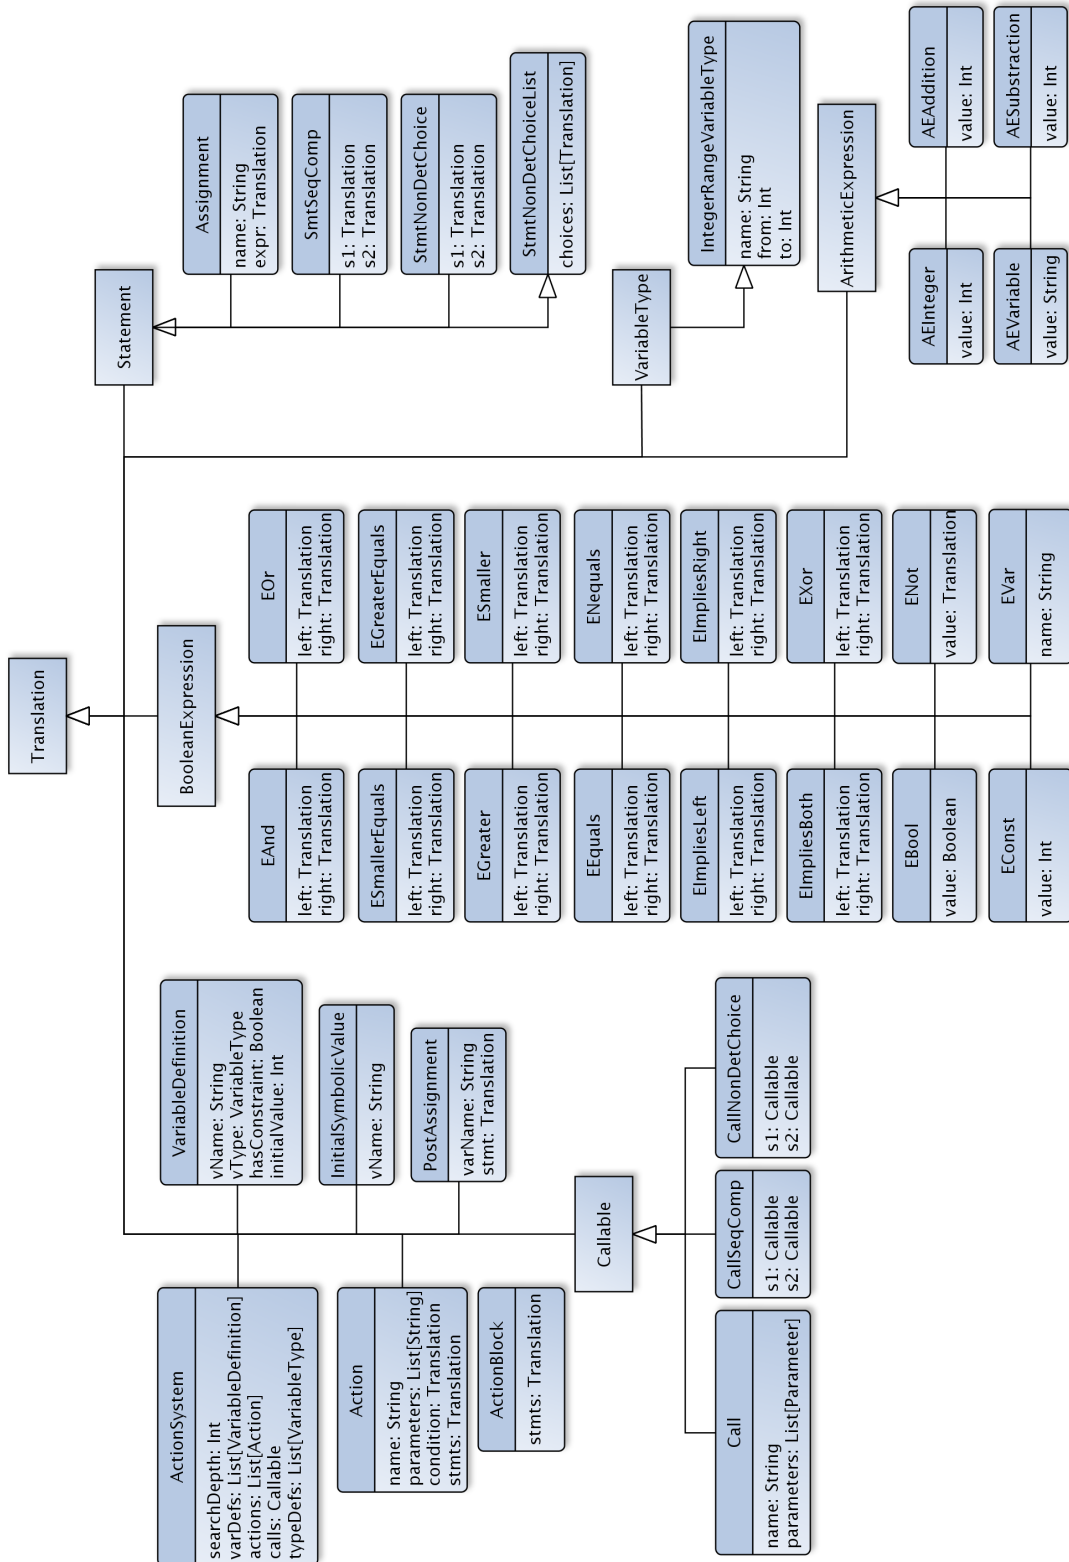 Translation
ActionSystem
searchDepth: Int
varDefs: List[VariableDefinition]
actions: List[Action]
calls: Callable
typeDefs: List[VariableType]
VariableDefinition
vName: String
vType: VariableType
hasConstraint: Boolean
initialValue: Int
Action
name: String
parameters: List[String]
condition: Translation
stmts: Translation
InitialSymbolicValue
vName: String
PostAssignment
varName: String
stmt: Translation
ActionBlock
stmts: Translation
Callable
Call
name: String
parameters: List[Parameter]
CallSeqComp
s1: Callable
s2: Callable
CallNonDetChoice
s1: Callable
s2: Callable
BooleanExpression
EAnd
left: Translation
right: Translation
EOr
left: Translation
right: Translation
ESmallerEquals
left: Translation
right: Translation
EGreaterEquals
left: Translation
right: Translation
EGreater
left: Translation
right: Translation
ESmaller
left: Translation
right: Translation
EEquals
left: Translation
right: Translation
ENequals
left: Translation
right: Translation
EImpliesLeft
left: Translation
right: Translation
EImpliesRight
left: Translation
right: Translation
EImpliesBoth
left: Translation
right: Translation
EXor
left: Translation
right: Translation
EBool
value: Boolean
ENot
value: Translation
EConst
value: Int
EVar
name: String
Statement
Assignment
name: String
expr: Translation
SmtSeqComp
s1: Translation
s2: Translation
StmtNonDetChoice
s1: Translation
s2: Translation
StmtNonDetChoiceList
choices: List[Translation]
VariableType
IntegerRangeVariableType
name: String
from: Int
to: Int
ArithmeticExpression
AEInteger
value: Int
AEAddition
value: Int
AEVariable
value: String
AESubstraction
value: Int